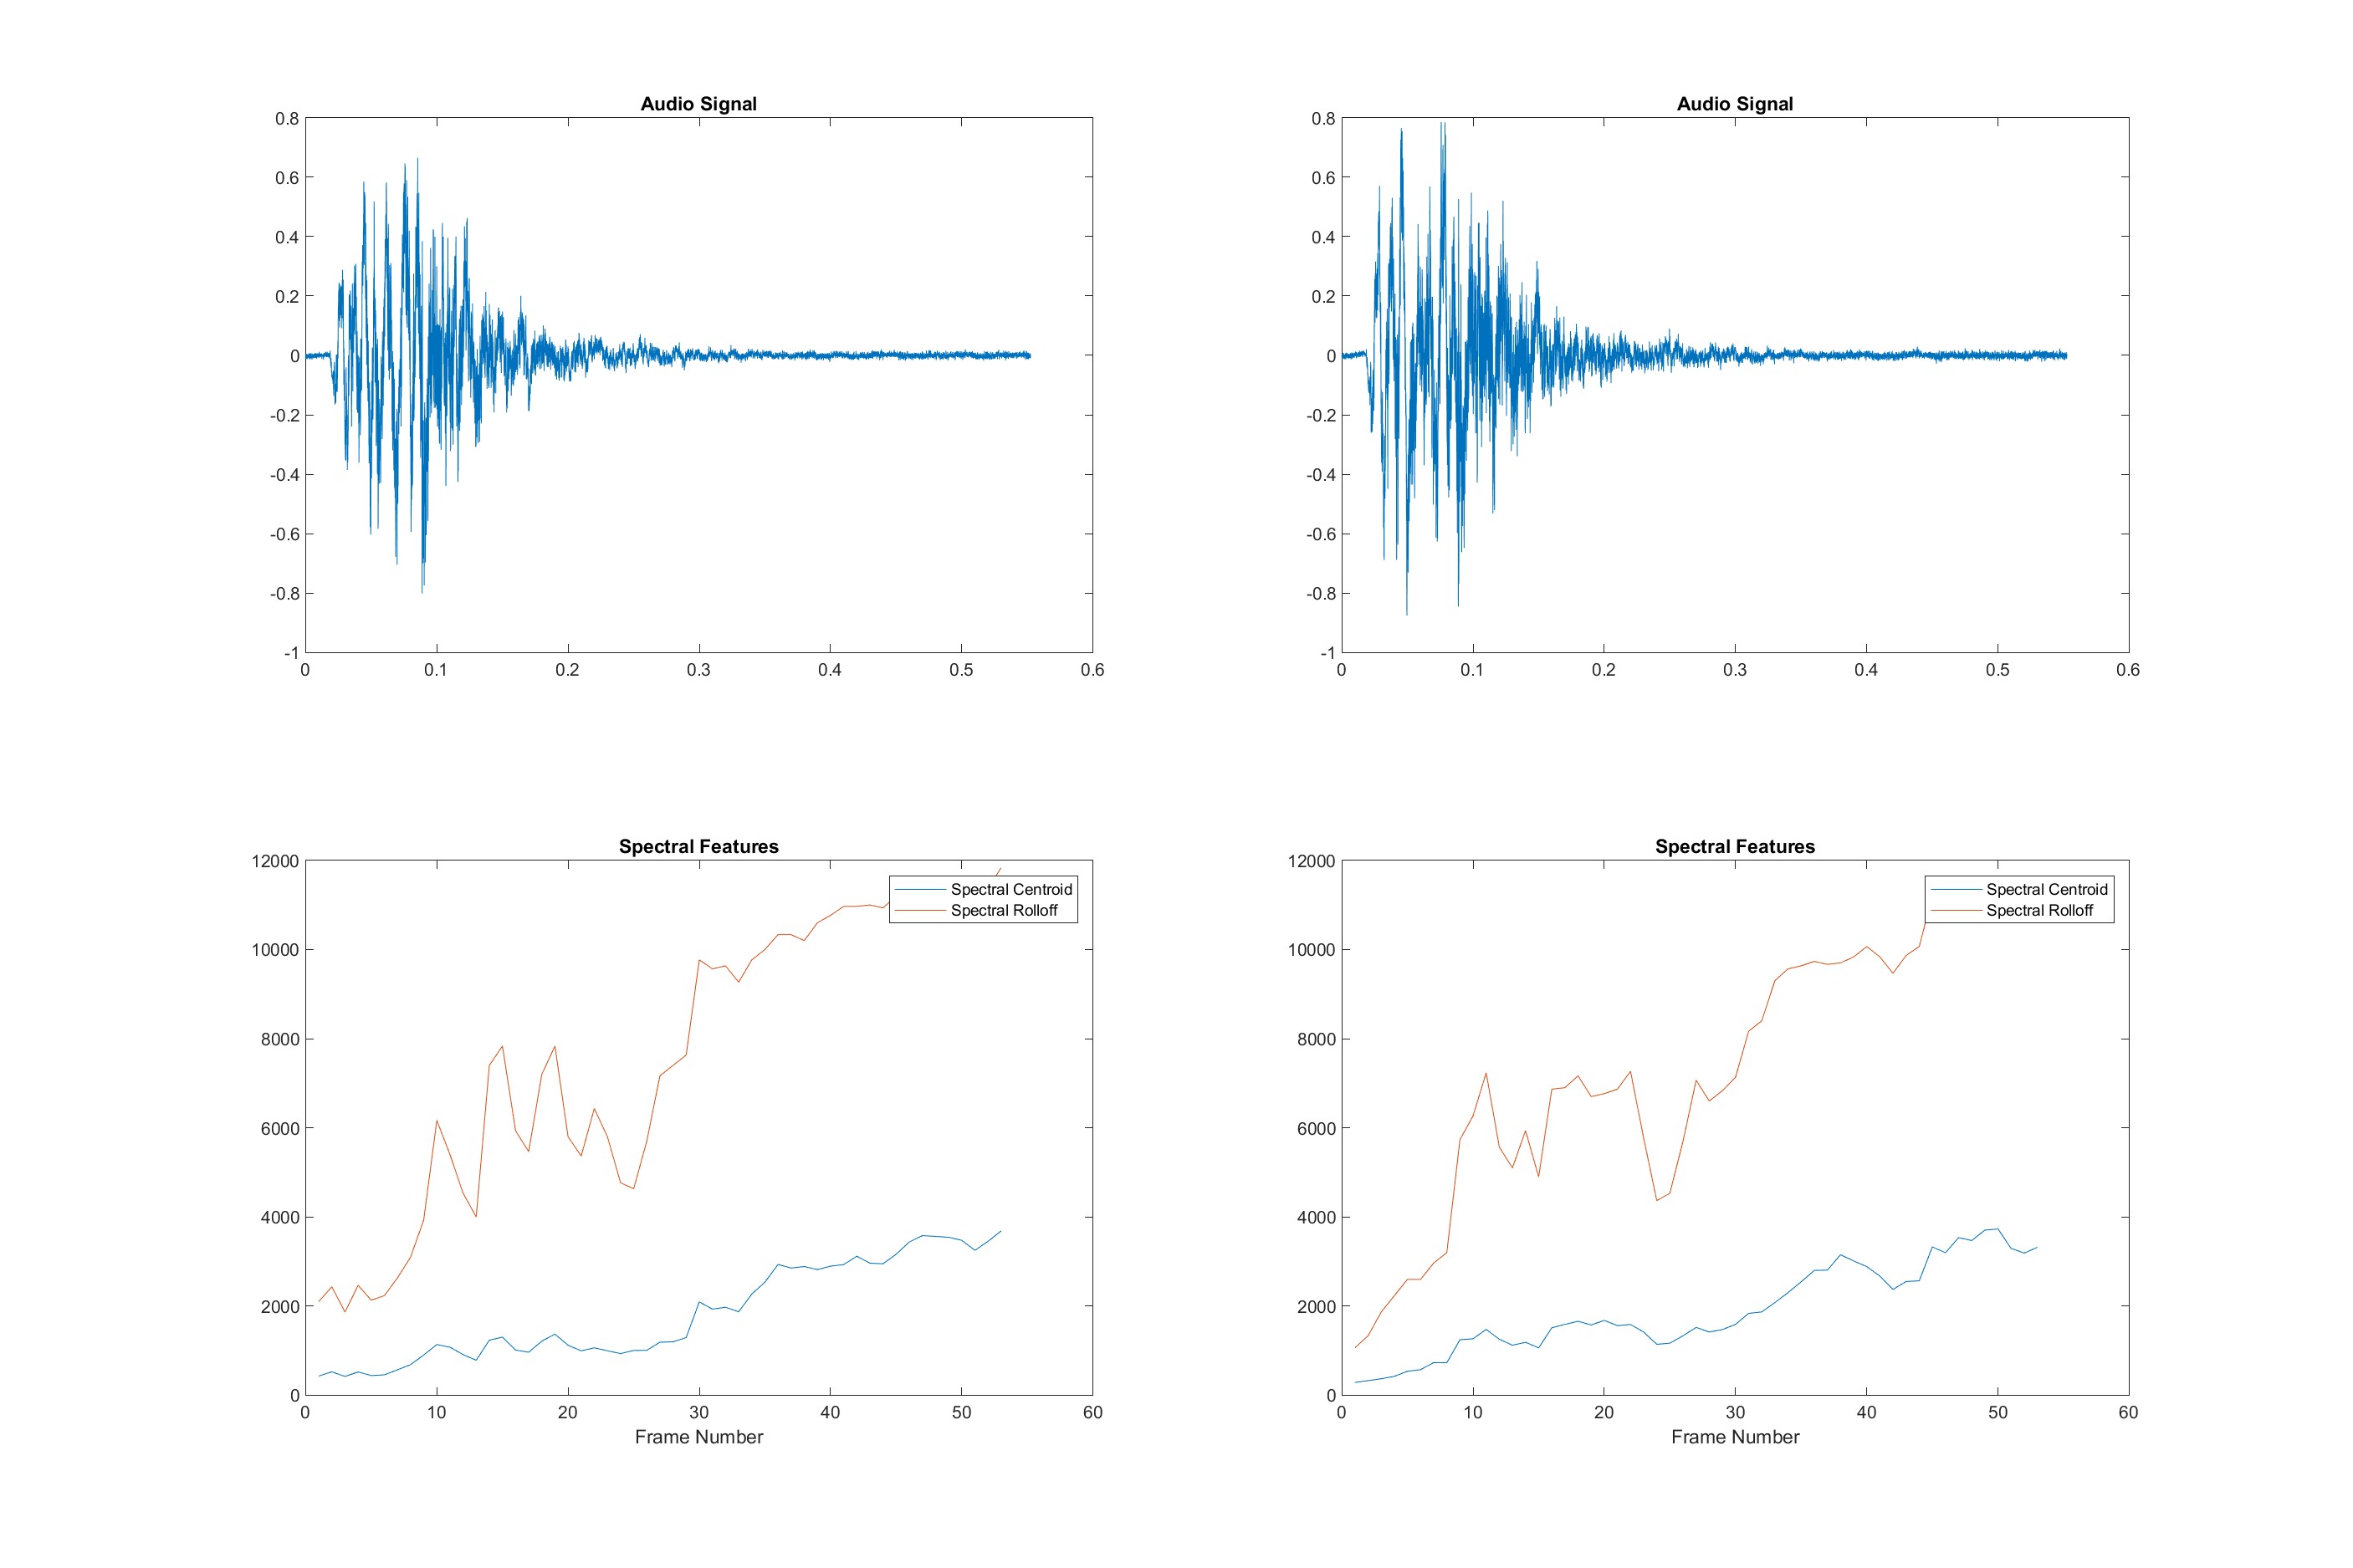 Audio Signal
0.8
0.6
0.4
0.2
0
-0.2
-0.4
-0.6
-0.8
-1
0 0.1 0.2 0.3 0.4 0.5 0.6
Audio Signal
0.8
0.6
0.4
0.2
0
-0.2
-0.4
-0.6
-0.8
-1
0 0.1 0.2 0.3 0.4 0.5 0.6
Spectral Features
12000
10000
8000
6000
4000
2000
0
Spectral Centroid
Spectral Rolloff
0 10 20 30 40 50 60
Frame Number
Spectral Features
12000
10000
8000
6000
4000
2000
0
Spectral Centroid
Spectral Rolloff
0 10 20 30 40 50 60
Frame Number